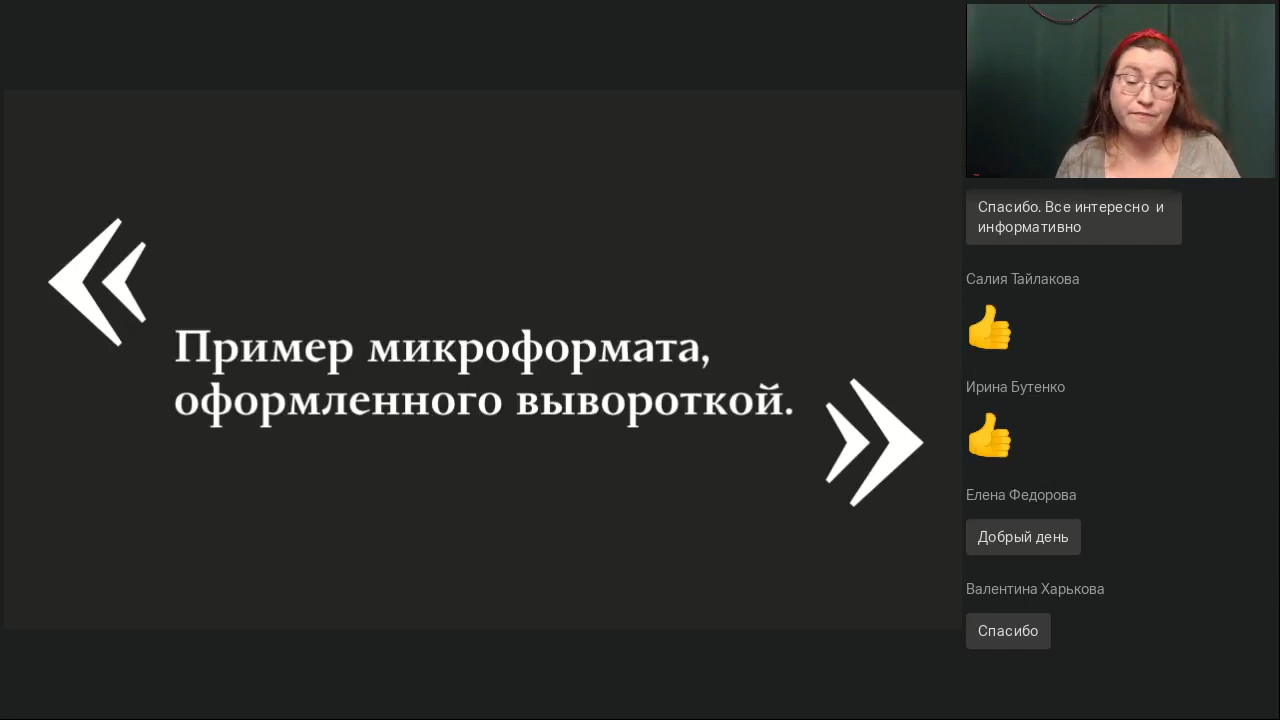 «
Пример микроформата,
оформленного вывороткой.
»
Спасибо. Все интересно и
информативно
Салия Тайлакова
Ирина Бутенко
Елена Федорова
Добрый день
Валентина Харькова
Спасибо